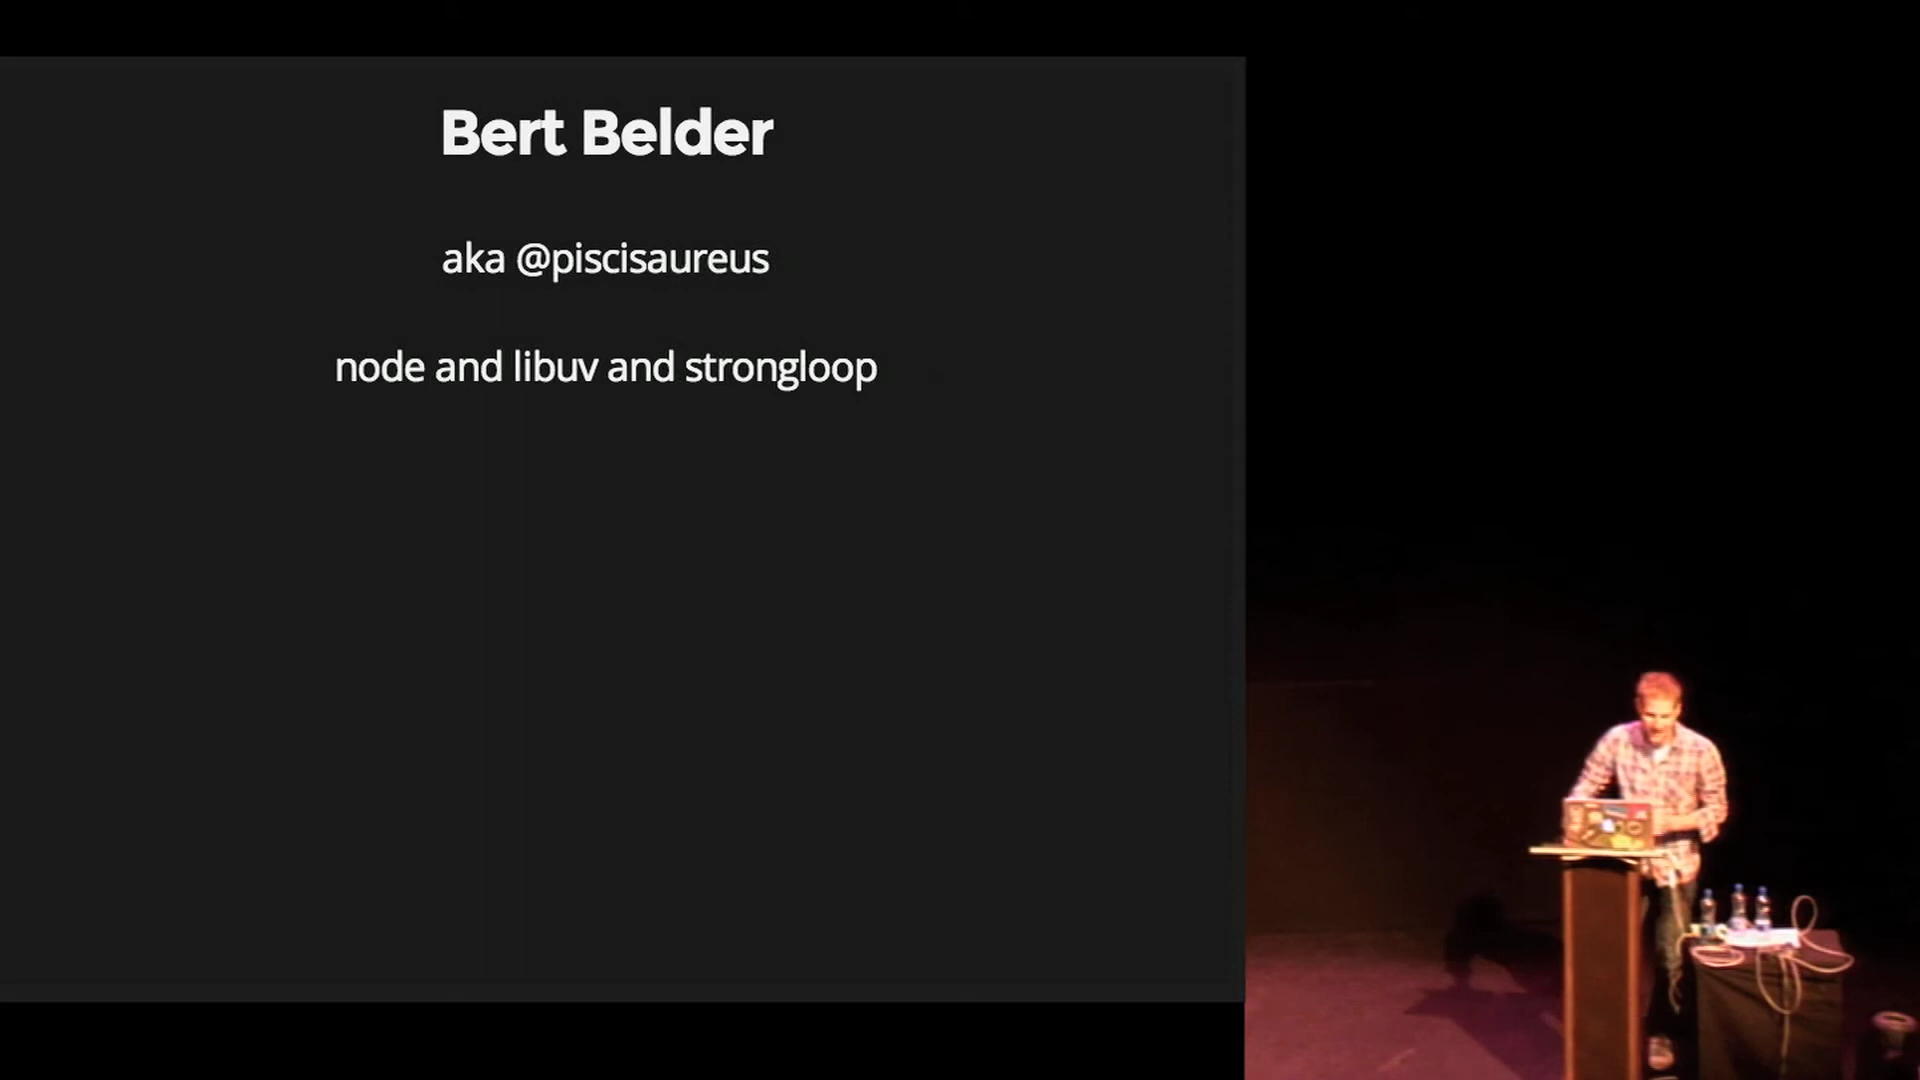 Bert Belder
aka @piscisaureus
node and libuv and strongloop